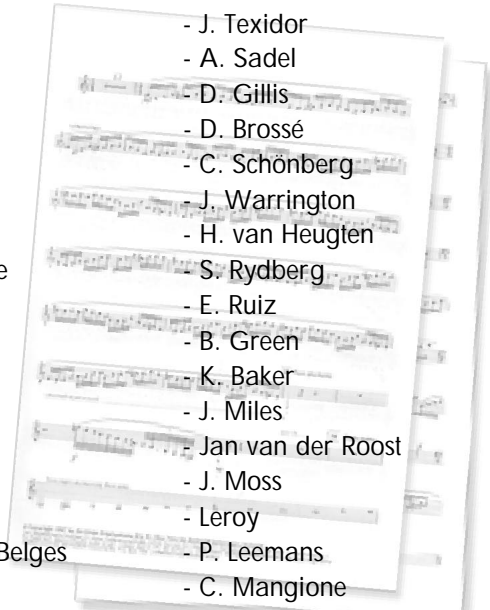 - J. Texidor
- A. Sadel
- D. Gillis
- D. Brossé
- C. Schönberg
- J. Warrington
- H. van Heugten
e - S. Rydberg
- E. Ruiz
- B. Green
- K. Baker
- J. Miles
- Jan van der Roost
- J. Moss
- Leroy
Belges - P. Leemans
- C. Mangione